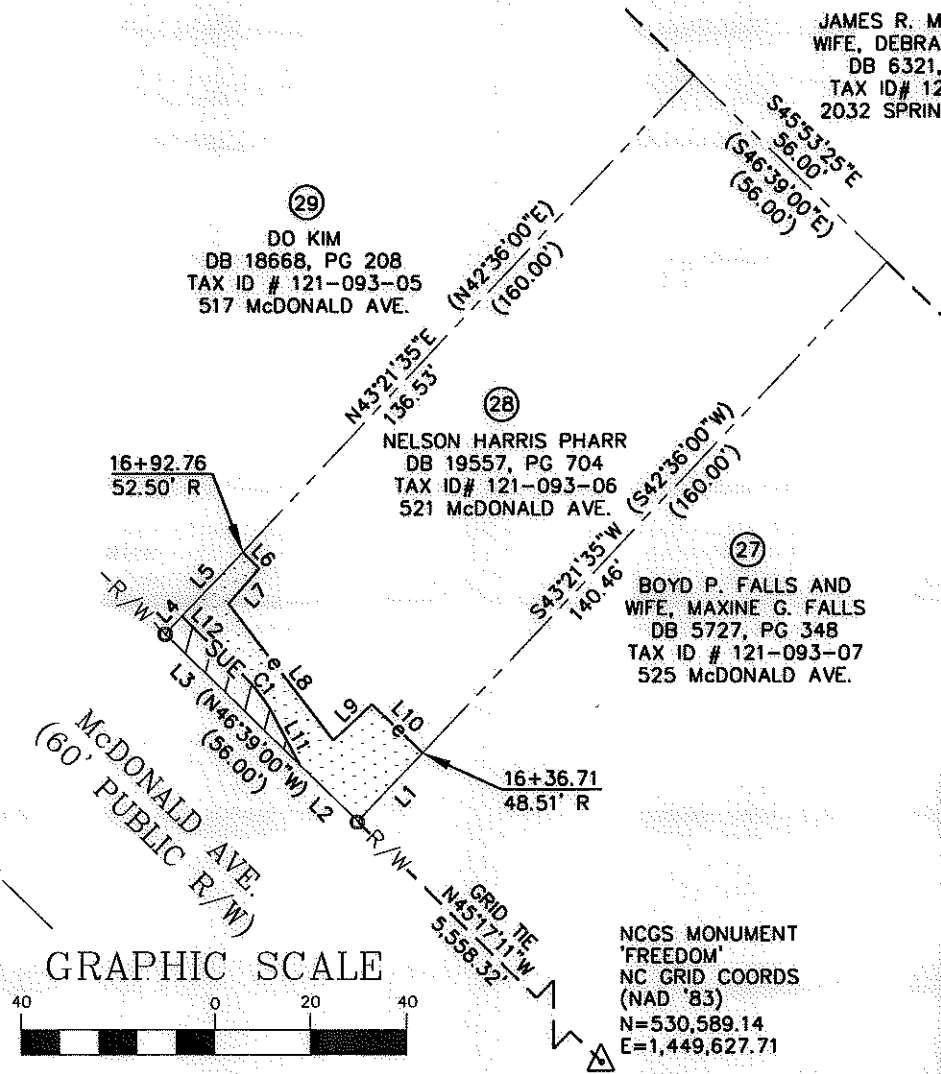 JAMES R. M
WIFE, DEBRA
DB 6321,
TAX ID# 12
2032 SPRIN
S45°53'25"E
56.00'
(S46°39'00"E)
(56.00')
29
DO KIM
DB 18668, PG 208
TAX ID # 121-093-05
517 McDONALD AVE.
(N42°36'00"E)
(160.00')
N43°21'35"E
136.53'
28
NELSON HARRIS PHARR
DB 19557, PG 704
TAX ID# 121-093-06
521 McDONALD AVE.
(S42°36'00"W)
(160.00')
S43°21'35"W
140.46'
27
BOYD P. FALLS AND
WIFE, MAXINE G. FALLS
DB 5727, PG 348
TAX ID # 121-093-07
525 McDONALD AVE.
16+92.76
52.50' R
R/W
L4
L5
L6
L7
L12
SUE
C1
e
L8
L9
L10
e
L11
L3
(N46°39'00"W)
(56.00')
L2
L1
16+36.71
48.51' R
R/W
McDONALD AVE.
(60' PUBLIC R/W)
GRID TIE
N45°17'11"W
5,558.32'
NCGS MONUMENT
'FREEDOM'
NC GRID COORDS
(NAD '83)
N=530,589.14
E=1,449,627.71
GRAPHIC SCALE
40 0 20 40